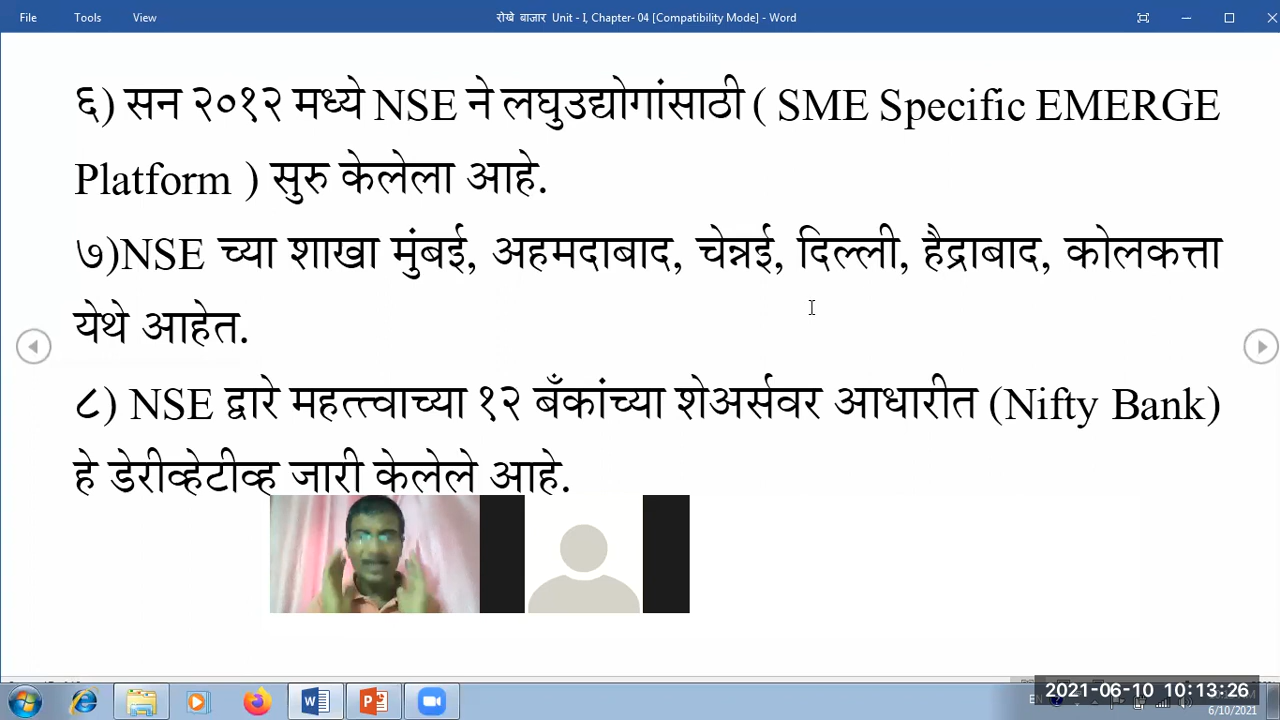 File Tools View रोखे बाजार Unit - I, Chapter- 04 [Compatibility Mode] - Word
६) सन २०१२ मध्ये NSE ने लघुउद्योगांसाठी ( SME Specific EMERGE
Platform ) सुरु केलेला आहे.
७)NSE च्या शाखा मुंबई, अहमदाबाद, चेन्नई, दिल्ली, हैद्राबाद, कोलकत्ता
येथे आहेत.
८) NSE द्वारे महत्त्वाच्या १२ बँकांच्या शेअर्सवर आधारीत (Nifty Bank)
हे डेरीव्हेटीव्ह जारी केलेले आहे.
2021-06-10 10:13:26
6/10/2021